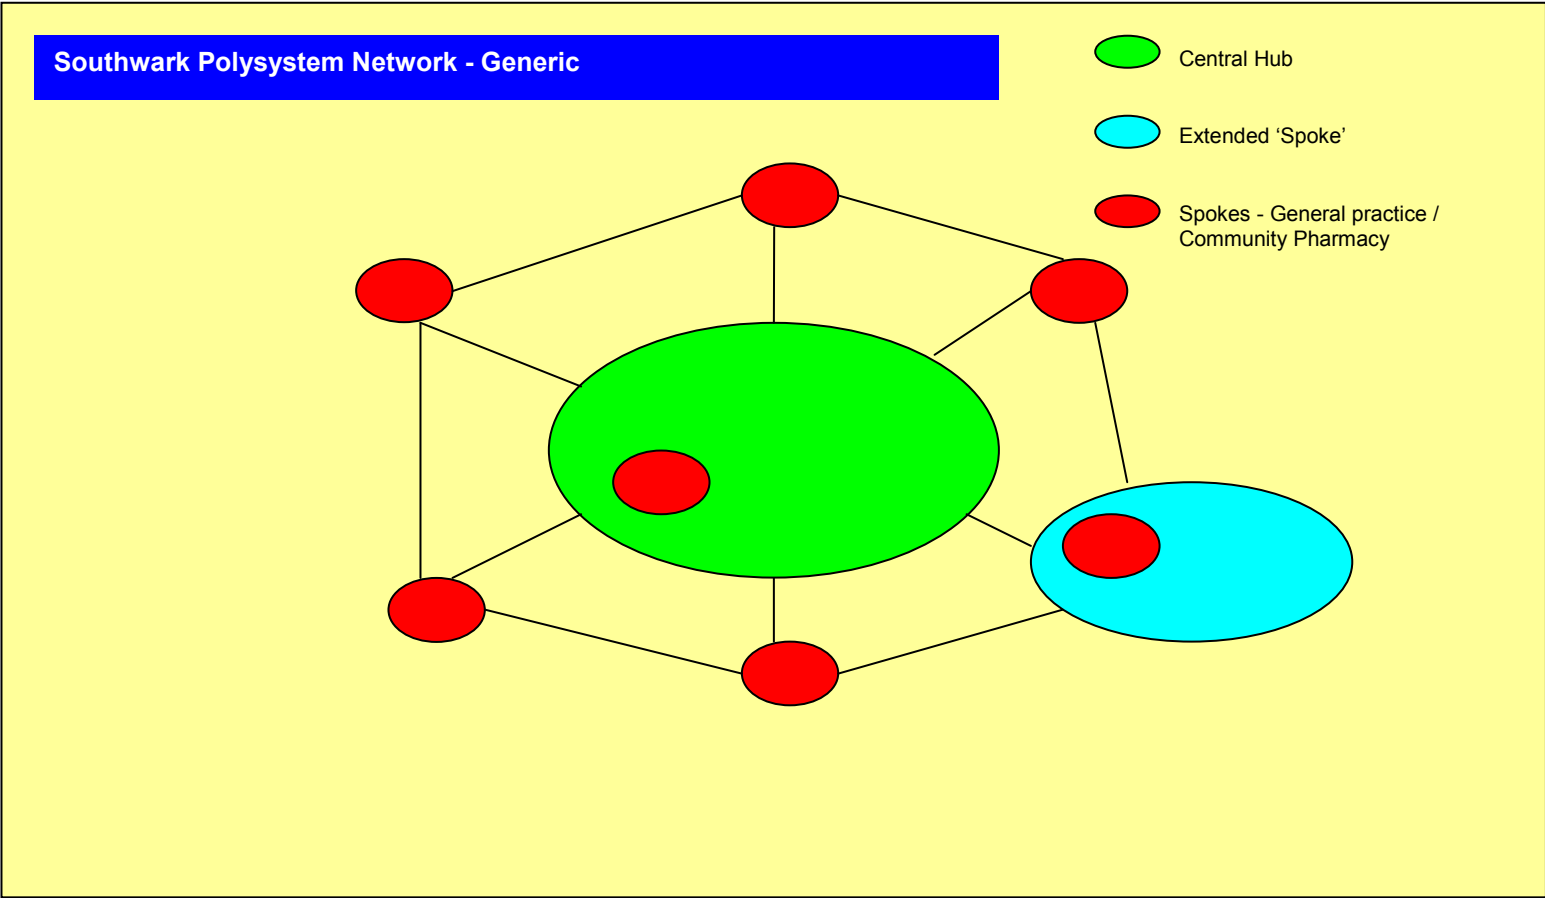 Southwark Polysystem Network - Generic
Central Hub
Extended ‘Spoke’
Spokes - General practice /
Community Pharmacy